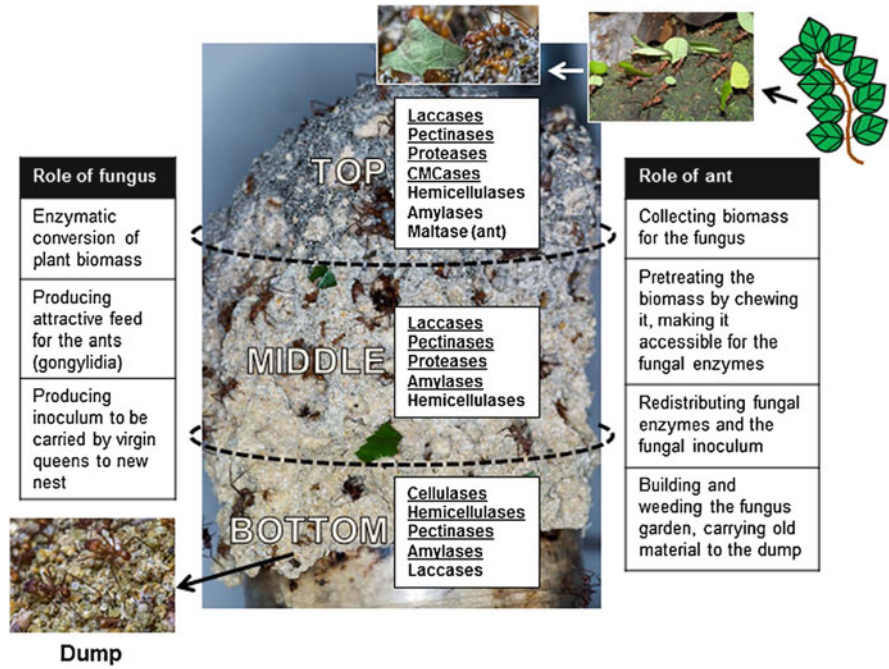 TOP
Laccases
Pectinases
Proteases
CMCases
Hemicellulases
Amylases
Maltase (ant)
Role of fungus
Enzymatic
conversion of
plant biomass
Producing
attractive feed
for the ants
(gongylidia)
Producing
inoculum to be
carried by virgin
queens to new
nest
MIDDLE
Laccases
Pectinases
Proteases
Amylases
Hemicellulases
BOTTOM
Cellulases
Hemicellulases
Pectinases
Amylases
Laccases
Role of ant
Collecting biomass
for the fungus
Pretreating the
biomass by chewing
it, making it
accessible for the
fungal enzymes
Redistributing fungal
enzymes and the
fungal inoculum
Building and
weeding the fungus
garden, carrying old
material to the dump
Dump